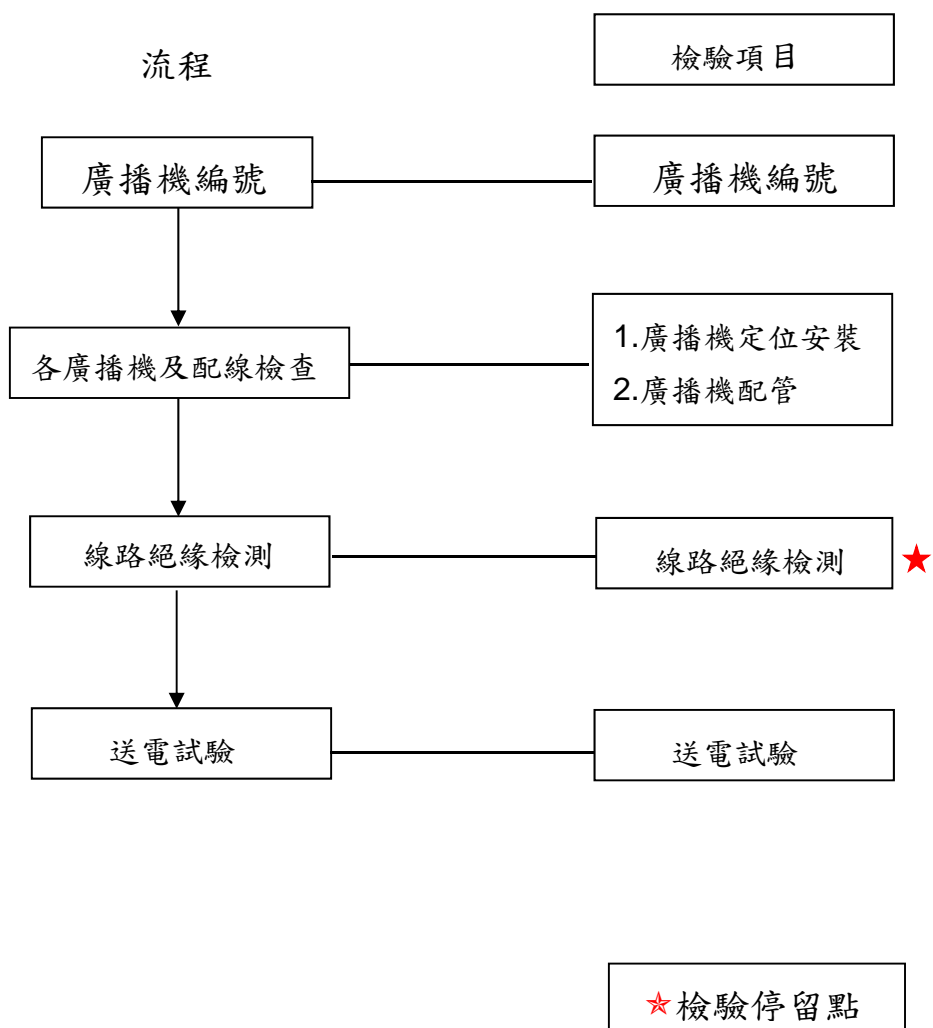 流程
檢驗項目
廣播機編號
廣播機編號
各廣播機及配線檢查
1.廣播機定位安裝
2.廣播機配管
線路絕緣檢測
線路絕緣檢測 ★
送電試驗
送電試驗
✯檢驗停留點